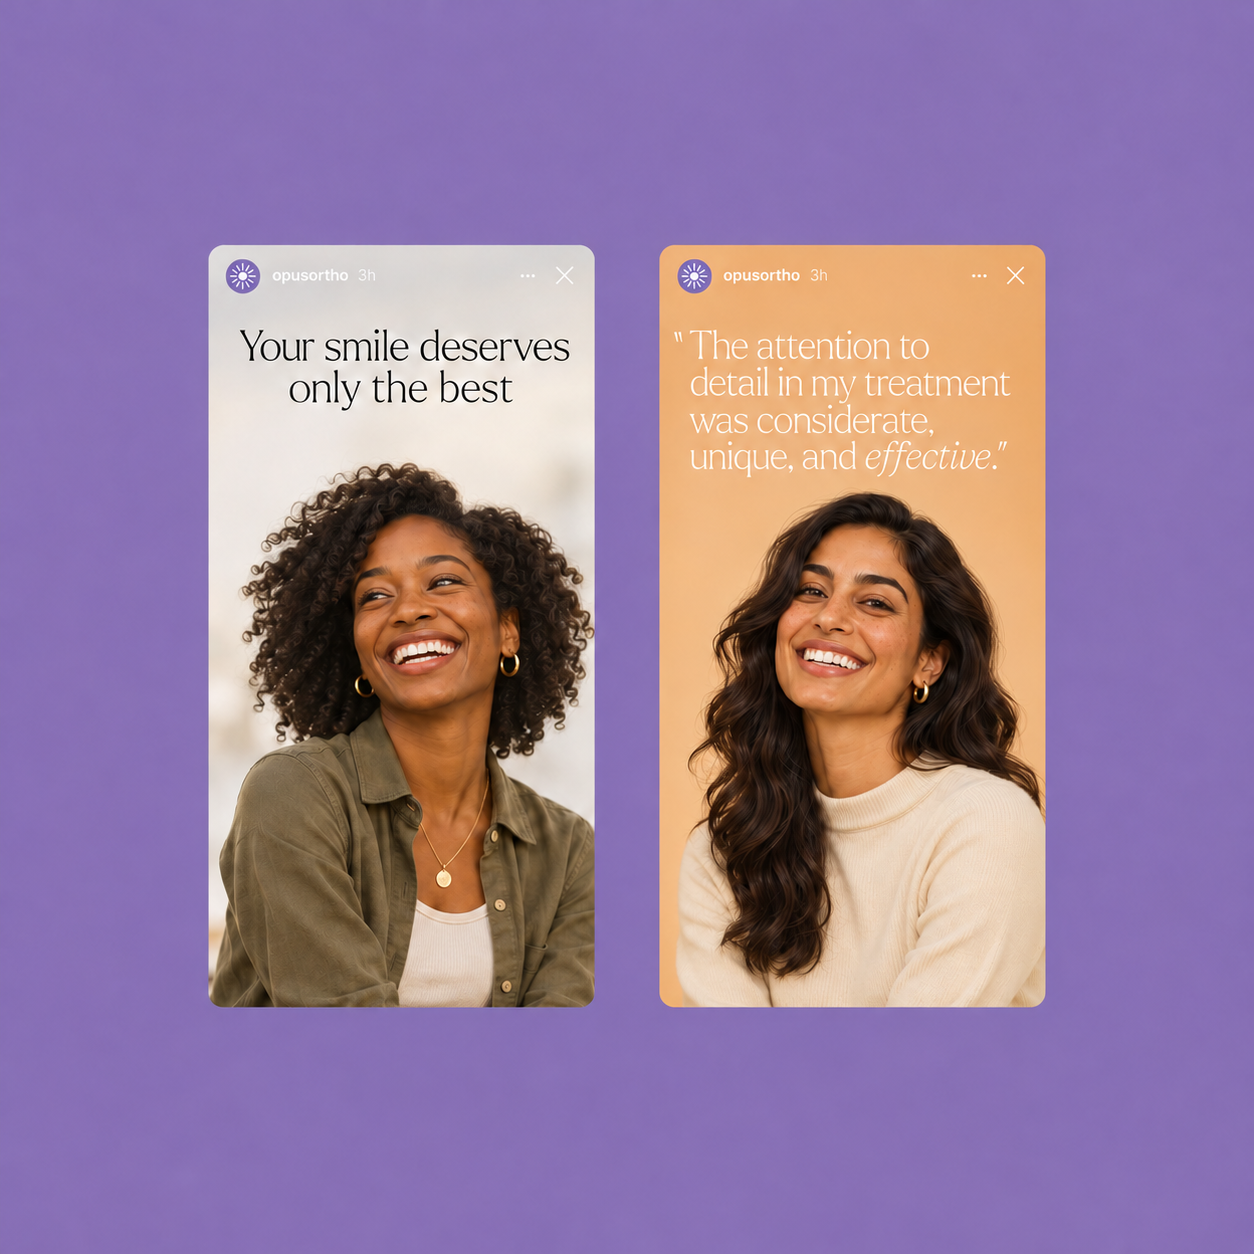 opusortho 3h
Your smile deserves
only the best
opusortho 3h
"The attention to
detail in my treatment
was considerate,
unique, and effective."